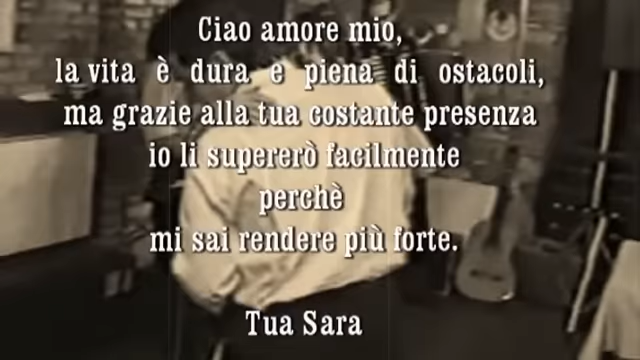 Ciao amore mio,
la vita è dura e piena di ostacoli,
ma grazie alla tua costante presenza
io li supererò facilmente
perchè
mi sai rendere più forte.
Tua Sara